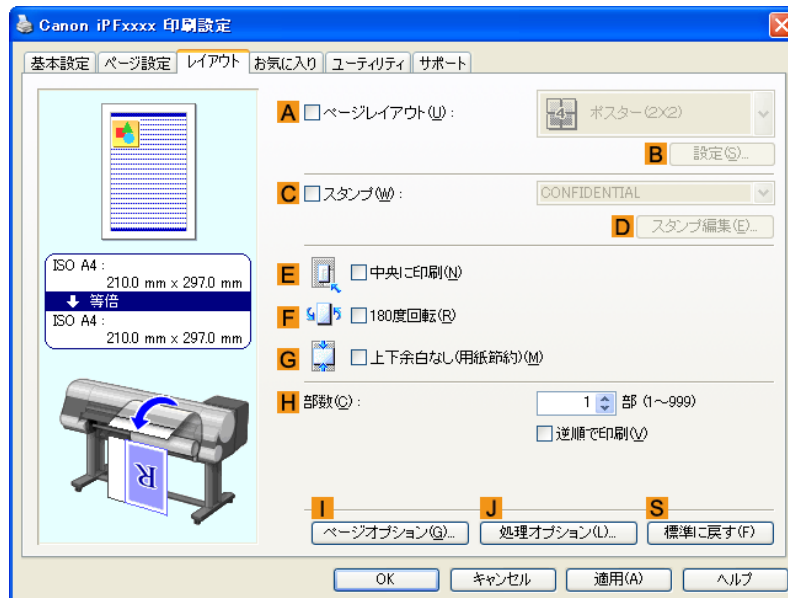 Canon iPFxxxx 印刷設定
基本設定 ページ設定 レイアウト お気に入り ユーティリティ サポート
A ページレイアウト(U) : 4 ポスター(2X2)
B 設定(S)...
C スタンプ(W) : CONFIDENTIAL
D スタンプ編集(E)...
ISO A4 :
210.0 mm x 297.0 mm
等倍
ISO A4 :
210.0 mm x 297.0 mm
R
E 中央に印刷(N)
F 180度回転(R)
G 上下余白なし(用紙節約)(M)
H 部数(C) : 1 部 (1～999)
逆順で印刷(V)
I J S
ページオプション(G)... 処理オプション(L)... 標準に戻す(F)
OK キャンセル 適用(A) ヘルプ